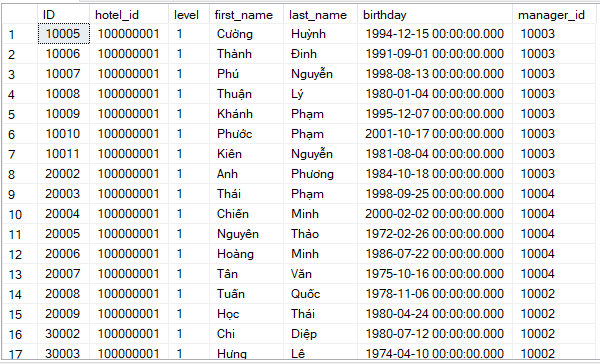 ID hotel_id level first_name last_name birthday manager_id
1 10005 100000001 1 Cường Huỳnh 1994-12-15 00:00:00.000 10003
2 10006 100000001 1 Thành Đinh 1991-09-01 00:00:00.000 10003
3 10007 100000001 1 Phú Nguyễn 1998-08-13 00:00:00.000 10003
4 10008 100000001 1 Thuận Lý 1980-01-04 00:00:00.000 10003
5 10009 100000001 1 Khánh Phạm 1995-12-07 00:00:00.000 10003
6 10010 100000001 1 Phước Phạm 2001-10-17 00:00:00.000 10003
7 10011 100000001 1 Kiên Nguyễn 1981-08-04 00:00:00.000 10003
8 20002 100000001 1 Anh Phương 1984-10-18 00:00:00.000 10003
9 20003 100000001 1 Thái Phạm 1998-09-25 00:00:00.000 10004
10 20004 100000001 1 Chiến Minh 2000-02-02 00:00:00.000 10004
11 20005 100000001 1 Nguyên Thảo 1972-02-26 00:00:00.000 10004
12 20006 100000001 1 Hoàng Minh 1986-07-22 00:00:00.000 10004
13 20007 100000001 1 Tân Văn 1975-10-16 00:00:00.000 10004
14 20008 100000001 1 Tuấn Quốc 1978-11-06 00:00:00.000 10002
15 20009 100000001 1 Học Thái 1980-04-24 00:00:00.000 10002
16 30002 100000001 1 Chi Diệp 1980-07-12 00:00:00.000 10002
17 30003 100000001 1 Hưng Lê 1974-04-10 00:00:00.000 10002